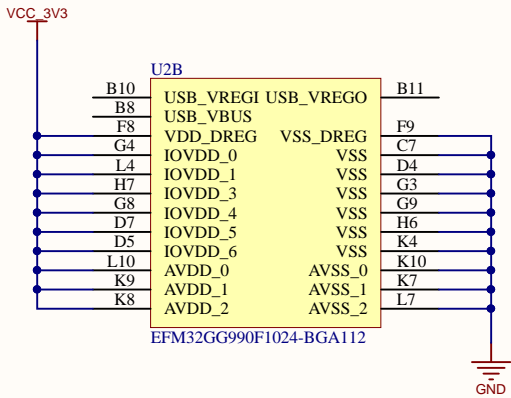 VCC_3V3
U2B
B10 USB_VREGI USB_VREGO B11
B8 USB_VBUS
F8 VDD_DREG VSS_DREG F9
G4 IOVDD_0 VSS C7
L4 IOVDD_1 VSS D4
H7 IOVDD_3 VSS G3
G8 IOVDD_4 VSS G9
D7 IOVDD_5 VSS H6
D5 IOVDD_6 VSS K4
L10 AVDD_0 AVSS_0 K10
K9 AVDD_1 AVSS_1 K7
K8 AVDD_2 AVSS_2 L7
EFM32GG990F1024-BGA112
GND